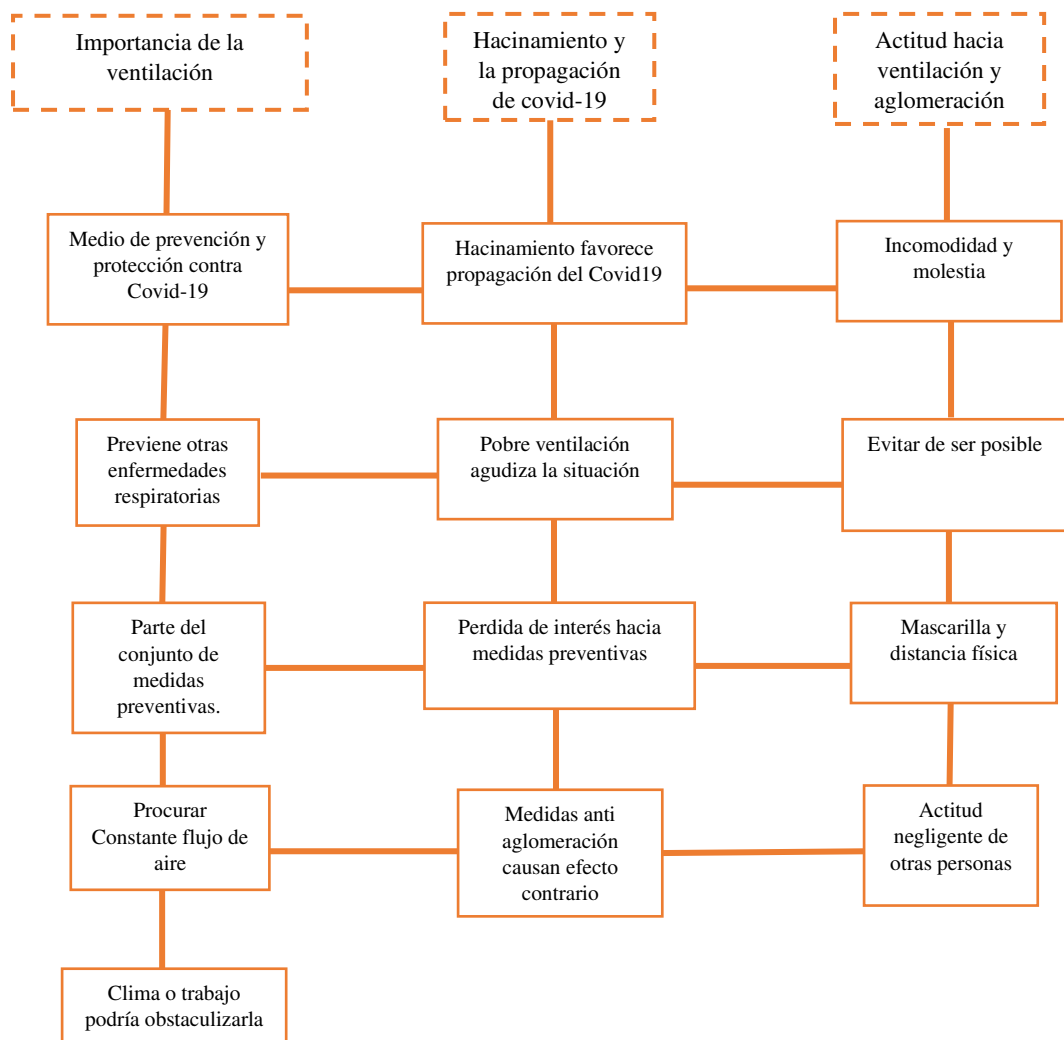 Importancia de la
ventilación
Hacinamiento y
la propagación
de covid-19
Actitud hacia
ventilación y
aglomeración
Medio de prevención y
protección contra
Covid-19
Hacinamiento favorece
propagación del Covid19
Incomodidad y
molestia
Previene otras
enfermedades
respiratorias
Pobre ventilación
agudiza la situación
Evitar de ser posible
Parte del
conjunto de
medidas
preventivas.
Perdida de interés hacia
medidas preventivas
Mascarilla y
distancia física
Procurar
Constante flujo de
aire
Medidas anti
aglomeración
causan efecto
contrario
Actitud
negligente de
otras personas
Clima o trabajo
podría obstaculizarla